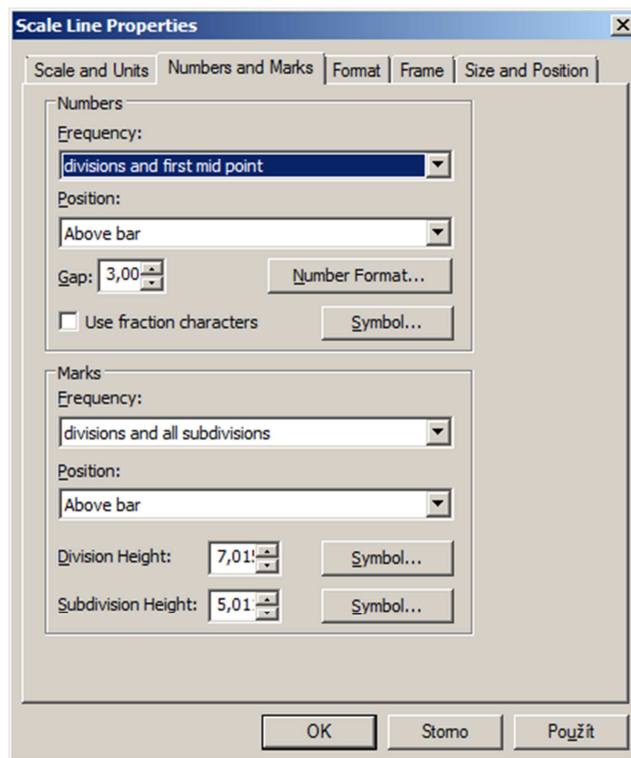 Scale Line Properties
Scale and Units Numbers and Marks Format Frame Size and Position
Numbers
Frequency:
divisions and first mid point
Position:
Above bar
Gap: 3,00 Number Format...
Use fraction characters Symbol...
Marks
Frequency:
divisions and all subdivisions
Position:
Above bar
Division Height: 7,01 Symbol...
Subdivision Height: 5,01 Symbol...
OK Storno Použít